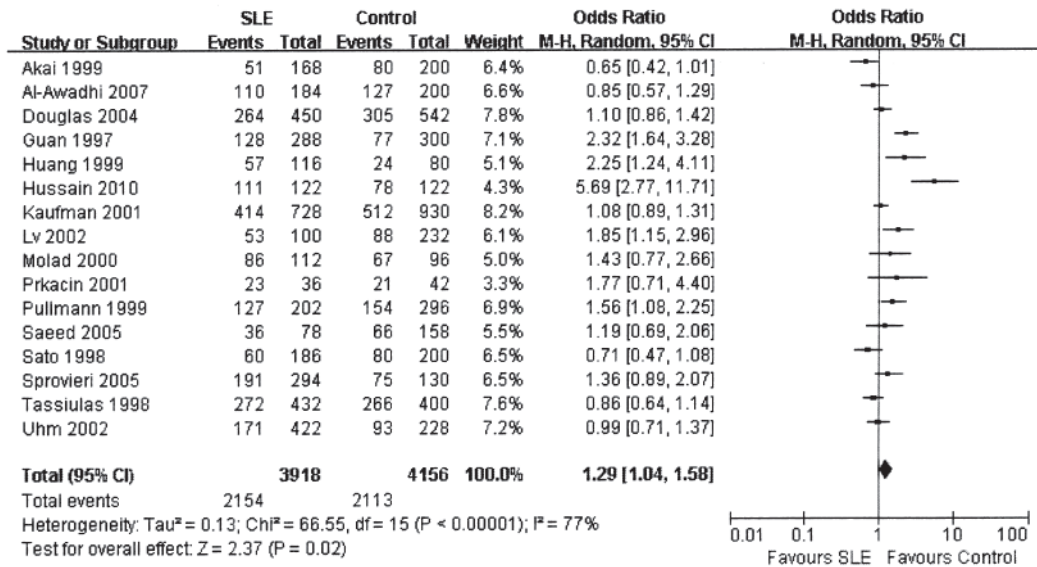 SLE Control Odds Ratio Odds Ratio
Study or Subgroup Events Total Events Total Weight M-H, Random, 95% CI M-H, Random, 95% CI
Akai 1999 51 168 80 200 6.4% 0.65 [0.42, 1.01]
Al-Awadhi 2007 110 184 127 200 6.6% 0.85 [0.57, 1.29]
Douglas 2004 264 450 305 542 7.8% 1.10 [0.86, 1.42]
Guan 1997 128 288 77 300 7.1% 2.32 [1.64, 3.28]
Huang 1999 57 116 24 80 5.1% 2.25 [1.24, 4.11]
Hussain 2010 111 122 78 122 4.3% 5.69 [2.77, 11.71]
Kaufman 2001 414 728 512 930 8.2% 1.08 [0.89, 1.31]
Lv 2002 53 100 88 232 6.1% 1.85 [1.15, 2.96]
Molad 2000 86 112 67 96 5.0% 1.43 [0.77, 2.66]
Prkacin 2001 23 36 21 42 3.3% 1.77 [0.71, 4.40]
Pullmann 1999 127 202 154 296 6.9% 1.56 [1.08, 2.25]
Saeed 2005 36 78 66 158 5.5% 1.19 [0.69, 2.06]
Sato 1998 60 186 80 200 6.5% 0.71 [0.47, 1.08]
Sprovieri 2005 191 294 75 130 6.5% 1.36 [0.89, 2.07]
Tassiulas 1998 272 432 266 400 7.6% 0.86 [0.64, 1.14]
Uhm 2002 171 422 93 228 7.2% 0.99 [0.71, 1.37]
Total (95% CI) 3918 4156 100.0% 1.29 [1.04, 1.58]
Total events 2154 2113
Heterogeneity: Tau² = 0.13; Chi² = 66.55, df = 15 (P < 0.00001); I² = 77%
Test for overall effect: Z = 2.37 (P = 0.02)
0.01 0.1 1 10 100
Favours SLE Favours Control